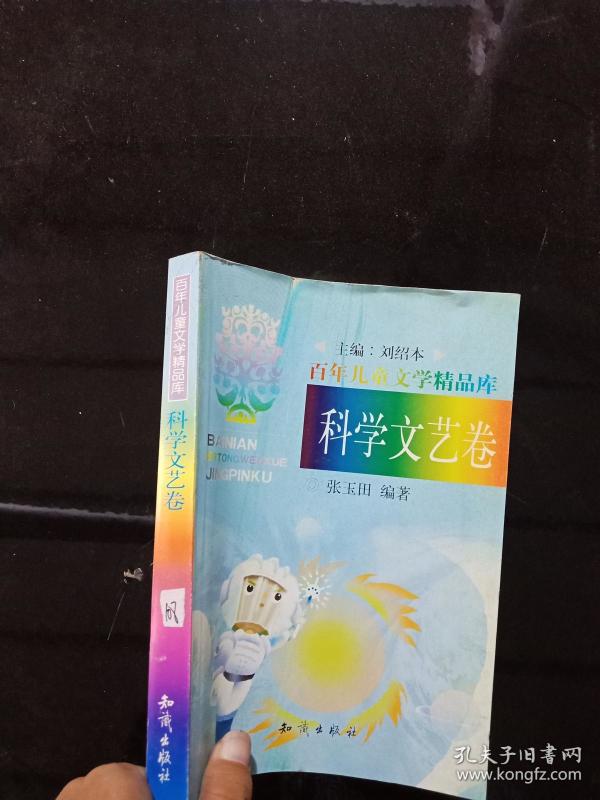 百年儿童文学精品库
科学文艺卷
知识出版社
主编：刘绍本
百年儿童文学精品库
科学文艺卷
张玉田 编著
BAINIAN
ERTONGWENXUE
JINGPINKU
知识出版社
孔夫子旧书网
www.kongfz.com